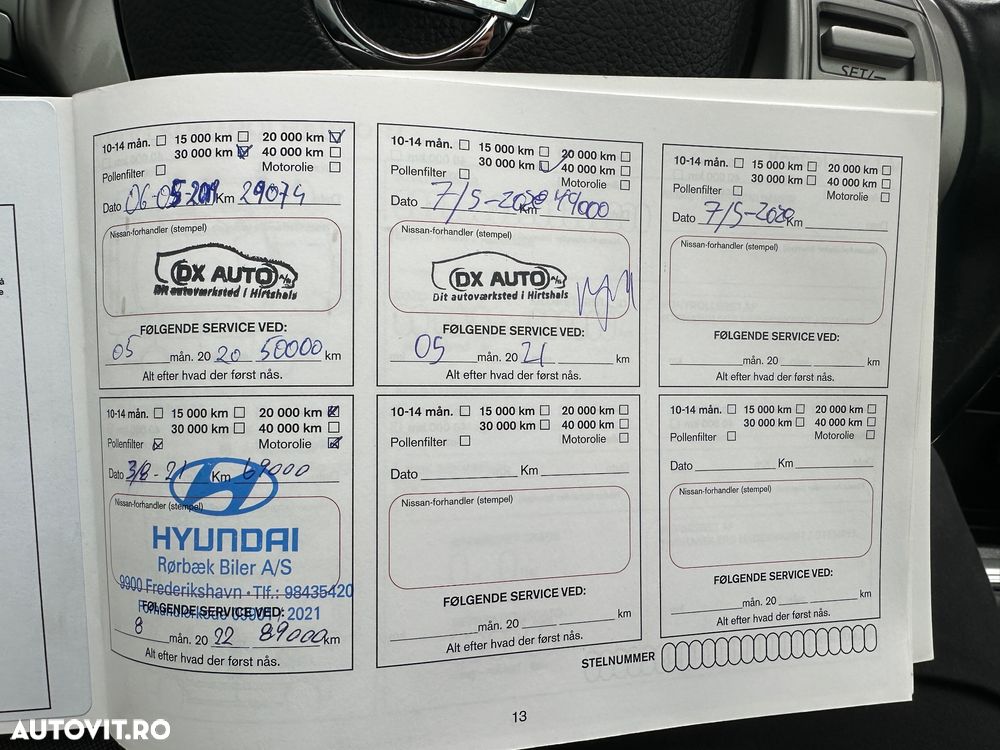 SET/-
10-14 mån. 15 000 km 20 000 km
30 000 km 40 000 km
Pollenfilter Motorolie
Dato 06-05-2019 Km 29074
Nissan-forhandler (stempel)
DX AUTO A/S
Dit autoværksted i Hirtshals
FØLGENDE SERVICE VED:
05 mån. 20 20 50000 km
Alt efter hvad der først nås.
10-14 mån. 15 000 km 20 000 km
30 000 km 40 000 km
Pollenfilter Motorolie
Dato 7/5-2020 Km 49000
Nissan-forhandler (stempel)
DX AUTO A/S
Dit autoværksted i Hirtshals
FØLGENDE SERVICE VED:
05 mån. 20 21 km
Alt efter hvad der først nås.
10-14 mån. 15 000 km 20 000 km
30 000 km 40 000 km
Pollenfilter Motorolie
Dato 7/5-2020 Km
Nissan-forhandler (stempel)
FØLGENDE SERVICE VED:
mån. 20 km
Alt efter hvad der først nås.
10-14 mån. 15 000 km 20 000 km
30 000 km 40 000 km
Pollenfilter Motorolie
Dato 3/8-21 Km 69000
Nissan-forhandler (stempel)
HYUNDAI
Rørbæk Biler A/S
9900 Frederikshavn · Tlf.: 98435420
2021
FØLGENDE SERVICE VED:
8 mån. 20 22 89000 km
Alt efter hvad der først nås.
10-14 mån. 15 000 km 20 000 km
30 000 km 40 000 km
Pollenfilter Motorolie
Dato Km
Nissan-forhandler (stempel)
FØLGENDE SERVICE VED:
mån. 20 km
Alt efter hvad der først nås.
10-14 mån. 15 000 km 20 000 km
30 000 km 40 000 km
Pollenfilter Motorolie
Dato Km
Nissan-forhandler (stempel)
FØLGENDE SERVICE VED:
mån. 20 km
Alt efter hvad der først nås.
STELNUMMER
13
AUTOVIT.RO